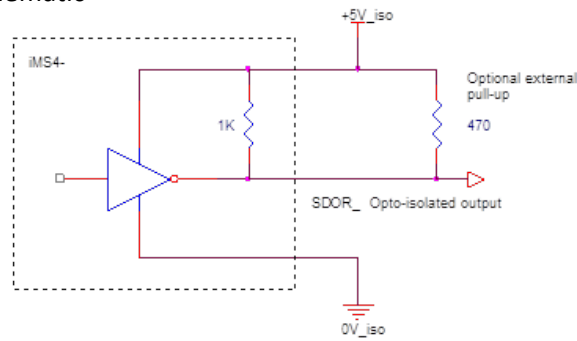 +5V_iso
iMS4-
Optional external
pull-up
1K
470
SDOR_ Opto-isolated output
0V_iso